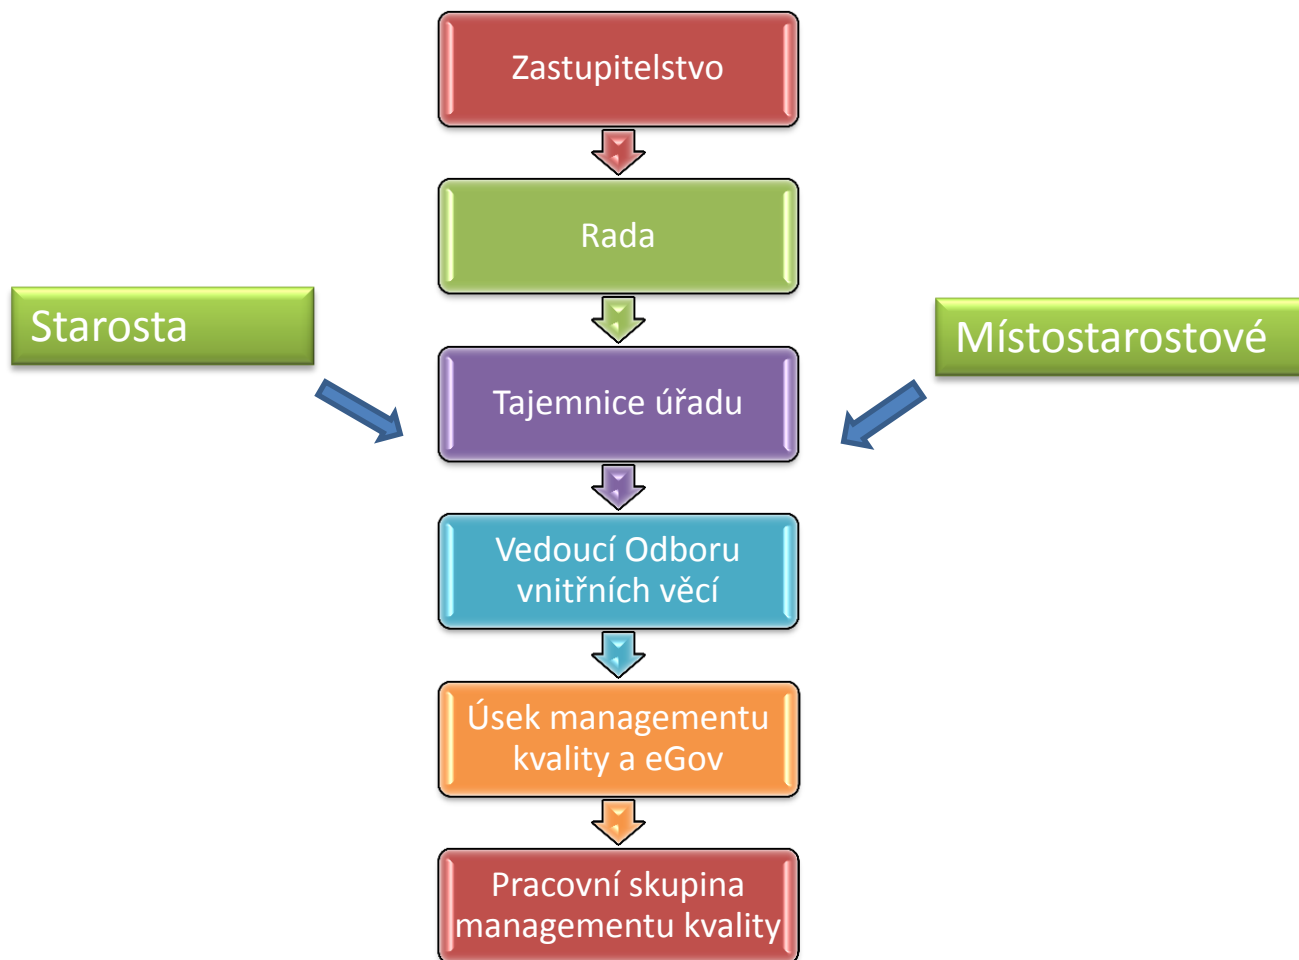 Zastupitelstvo
Rada
Starosta
Místostarostové
Tajemnice úřadu
Vedoucí Odboru
vnitřních věcí
Úsek managementu
kvality a eGov
Pracovní skupina
managementu kvality